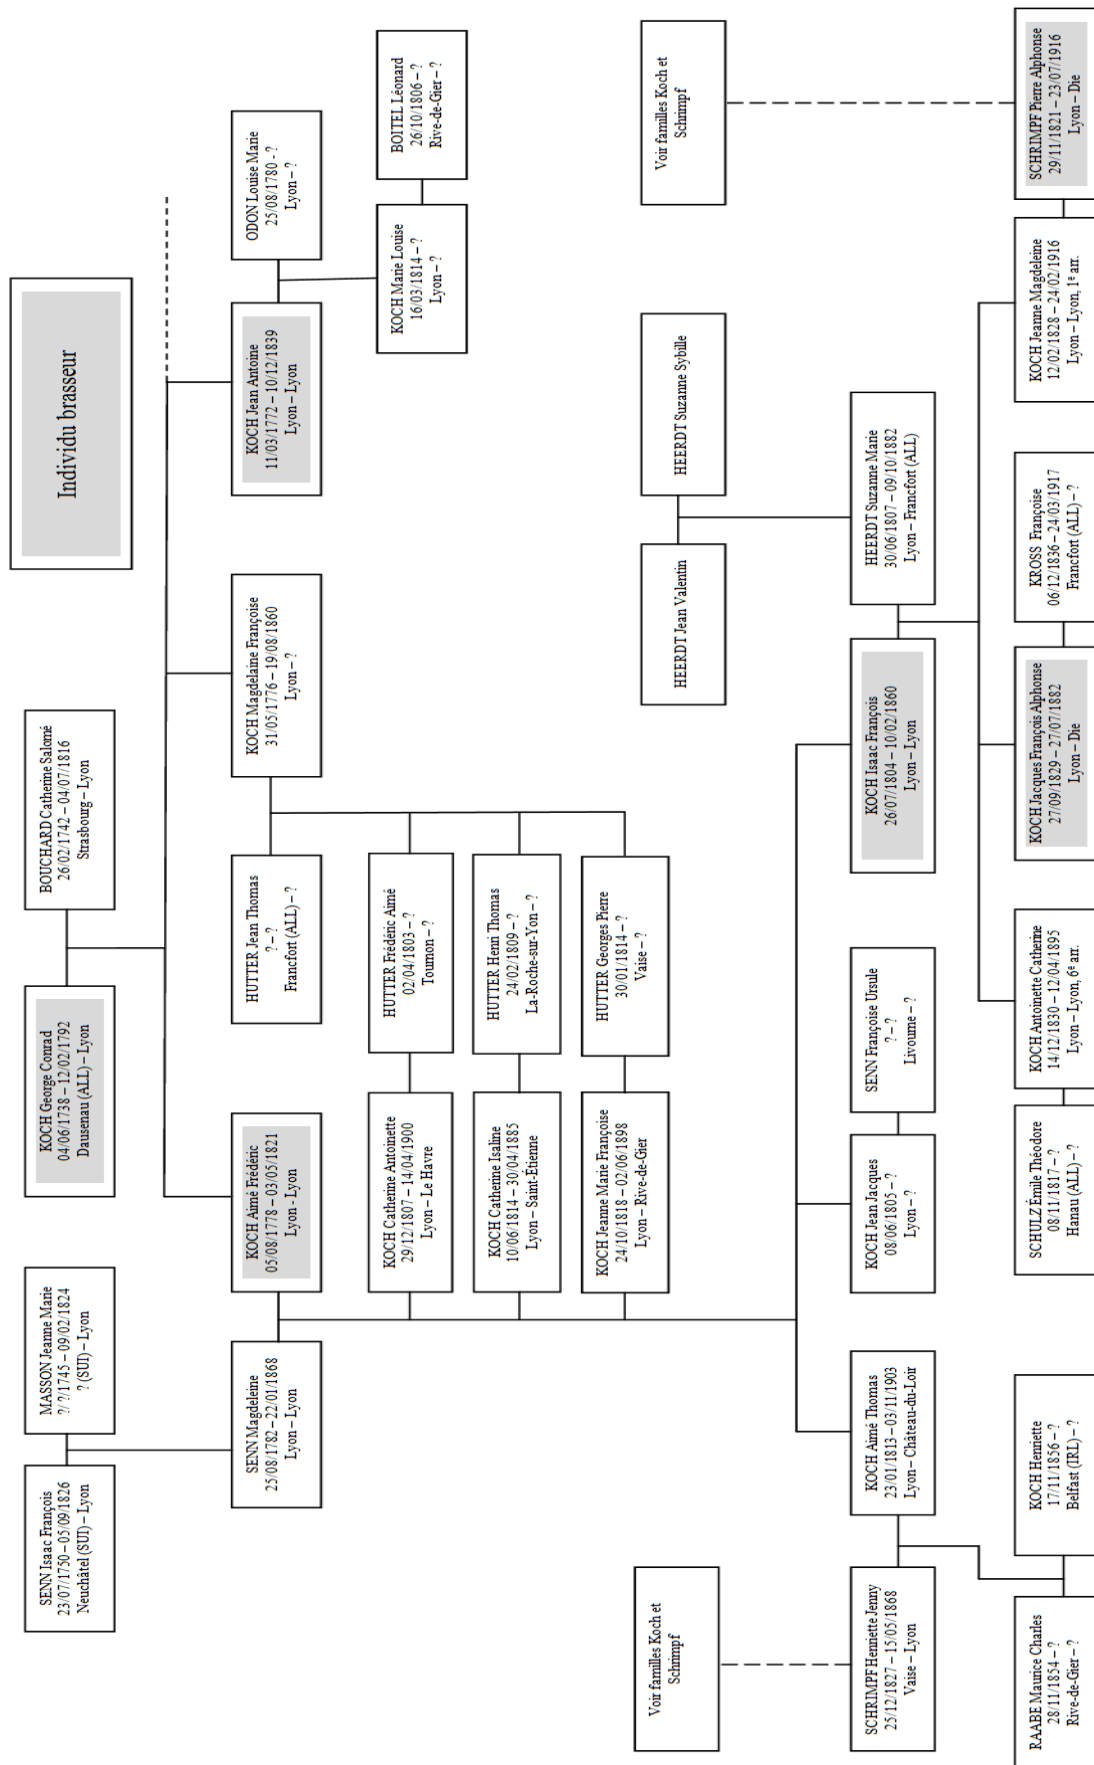 Individu brasseur
KOCH George Conrad
04/06/1738 – 12/02/1792
Dausenau (ALL) – Lyon
BOUCHARD Catherine Salomé
26/02/1742 – 04/07/1816
Strasbourg – Lyon
SENN Isaac François
23/07/1750 – 05/09/1826
Neuchâtel (SUI) – Lyon
MASSON Jeanne Marie
?/ ?/1745 – 09/02/1824
? (SUI) – Lyon
SENN Magdeleine
25/08/1782 – 22/01/1868
Lyon – Lyon
KOCH Aimé Frédéric
05/08/1778 – 03/05/1821
Lyon - Lyon
HUTTER Jean Thomas
? – ?
Francfort (ALL) – ?
KOCH Magdelaine Françoise
31/05/1776 – 19/08/1860
Lyon – ?
KOCH Jean Antoine
11/03/1772 – 10/12/1839
Lyon – Lyon
ODON Louise Marie
25/08/1780 - ?
Lyon – ?
KOCH Catherine Antoinette
29/12/1807 – 14/04/1900
Lyon – Le Havre
HUTTER Frédéric Aimé
02/04/1803 – ?
Tournon – ?
KOCH Marie Louise
16/03/1814 – ?
Lyon – ?
BOITEL Léonard
26/10/1806 – ?
Rive-de-Gier – ?
KOCH Catherine Isaline
10/06/1814 – 30/04/1885
Lyon – Saint-Étienne
HUTTER Henri Thomas
24/02/1809 – ?
La-Roche-sur-Yon – ?
KOCH Jeanne Marie Françoise
24/10/1818 – 02/06/1898
Lyon – Rive-de-Gier
HUTTER Georges Pierre
30/01/1814 – ?
Vaise – ?
Voir familles Koch et
Schrimpf
HEERDT Jean Valentin
HEERDT Suzanne Sybille
Voir familles Koch et
Schrimpf
SCHRIMPF Henriette Jenny
25/12/1827 – 15/05/1868
Vaise – Lyon
KOCH Aimé Thomas
23/01/1813 – 03/11/1903
Lyon – Château-du-Loir
KOCH Jean Jacques
08/06/1805 – ?
Lyon – ?
SENN Françoise Ursule
? – ?
Livourne – ?
KOCH Isaac François
26/07/1804 – 10/02/1860
Lyon – Lyon
HEERDT Suzanne Marie
30/06/1807 – 09/10/1882
Lyon – Francfort (ALL)
RAABE Maurice Charles
28/11/1854 – ?
Rive-de-Gier – ?
KOCH Henriette
17/11/1856 – ?
Belfast (IRL) – ?
SCHULZ Émile Théodore
08/11/1817 – ?
Hanau (ALL) – ?
KOCH Antoinette Catherine
14/12/1830 – 12/04/1895
Lyon – Lyon, 6e arr.
KOCH Jacques François Alphonse
27/09/1829 – 27/07/1882
Lyon – Die
KROSS Françoise
06/12/1836 – 24/03/1917
Francfort (ALL) – ?
KOCH Jeanne Magdeleine
12/02/1828 – 24/02/1916
Lyon – Lyon, 1e arr.
SCHRIMPF Pierre Alphonse
29/11/1821 – 23/07/1916
Lyon – Die